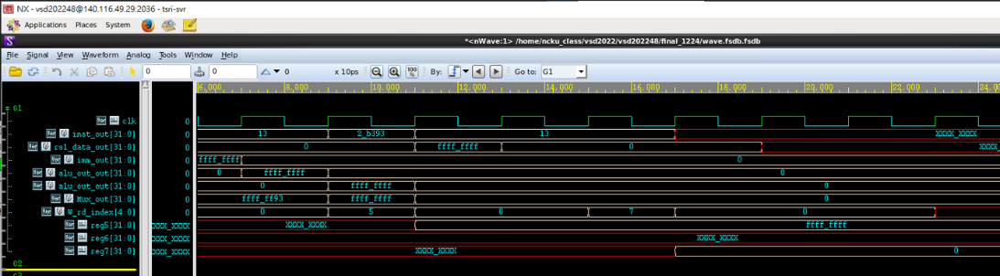 NX - vsd202248@140.116.49.29:2036 - tsri-svr
Applications Places System
*<nWave:1> /home/ncku_class/vsd2022/vsd202248/final_1224/wave.fsdb.fsdb
File Signal View Waveform Analog Tools Window Help
0 0 0 x 10ps 100 % By: Go to: G1
6,000 8,000 10,000 12,000 14,000 16,000 18,000 20,000 22,000 24,000
G1
clk 0
inst_out[31:0] 0 13 2_b393 13 XXXX_XXXX
rs1_data_out[31:0] 0 0 ffff_ffff 0
imm_out[31:0] 0 ffff_ffff 0
alu_out_out[31:0] 0 0 ffff_ffff 0
alu_out_out[31:0] 0 0 ffff_ffff 0
Mux_out[31:0] 0 ffff_ff93 ffff_ffff 0
W_rd_index[4:0] 0 0 5 0 7 0
reg5[31:0] XXXX_XXXX XXXX_XXXX ffff_ffff
reg6[31:0] XXXX_XXXX XXXX_XXXX
reg7[31:0] XXXX_XXXX XXXX_XXXX 0
G2